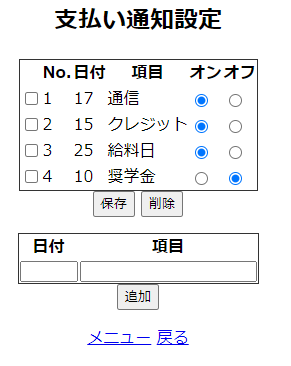 支払い通知設定
No. 日付 項目 オン オフ
1 17 通信
2 15 クレジット
3 25 給料日
4 10 奨学金
保存 削除
日付 項目
追加
メニュー 戻る